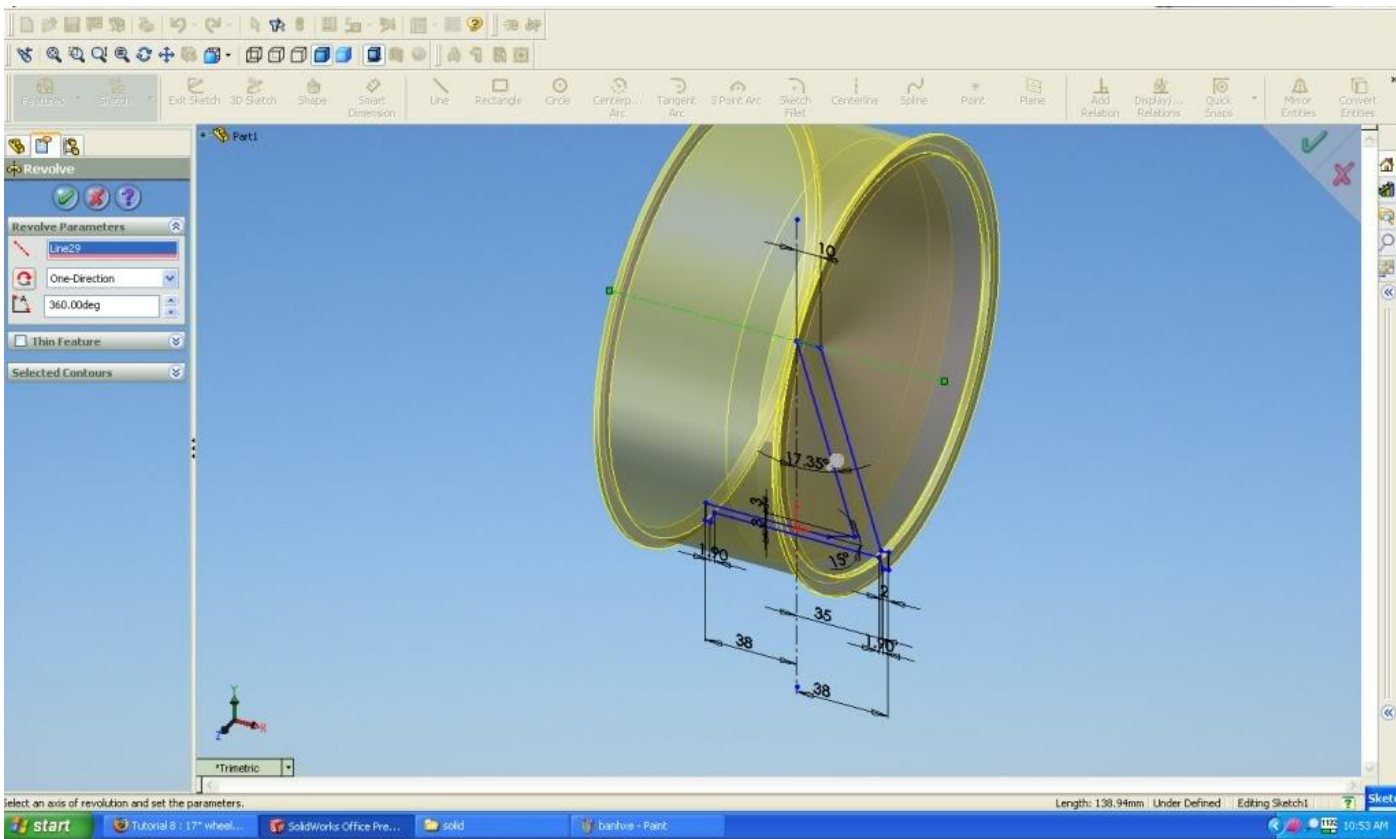 Features
Sketch
Exit Sketch
3D Sketch
Shape
Smart Dimension
Line
Rectangle
Circle
Centerp... Arc
Tangent Arc
3 Point Arc
Sketch Fillet
Centerline
Spline
Point
Plane
Add Relation
Display/... Relations
Quick Snaps
Mirror Entities
Convert Entities
Part1
Revolve
Revolve Parameters
Line29
One-Direction
360.00deg
Thin Feature
Selected Contours
10
17.35°
3
3
1.90
15°
2
35
38
1.90
38
Y
X
Z
*Trimetric
Select an axis of revolution and set the parameters.
Length: 138.94mm
Under Defined
Editing Sketch1
Sket
start
Tutorial 8 : 17" wheel...
SolidWorks Office Pre...
solid
banhxe - Paint
10:53 AM